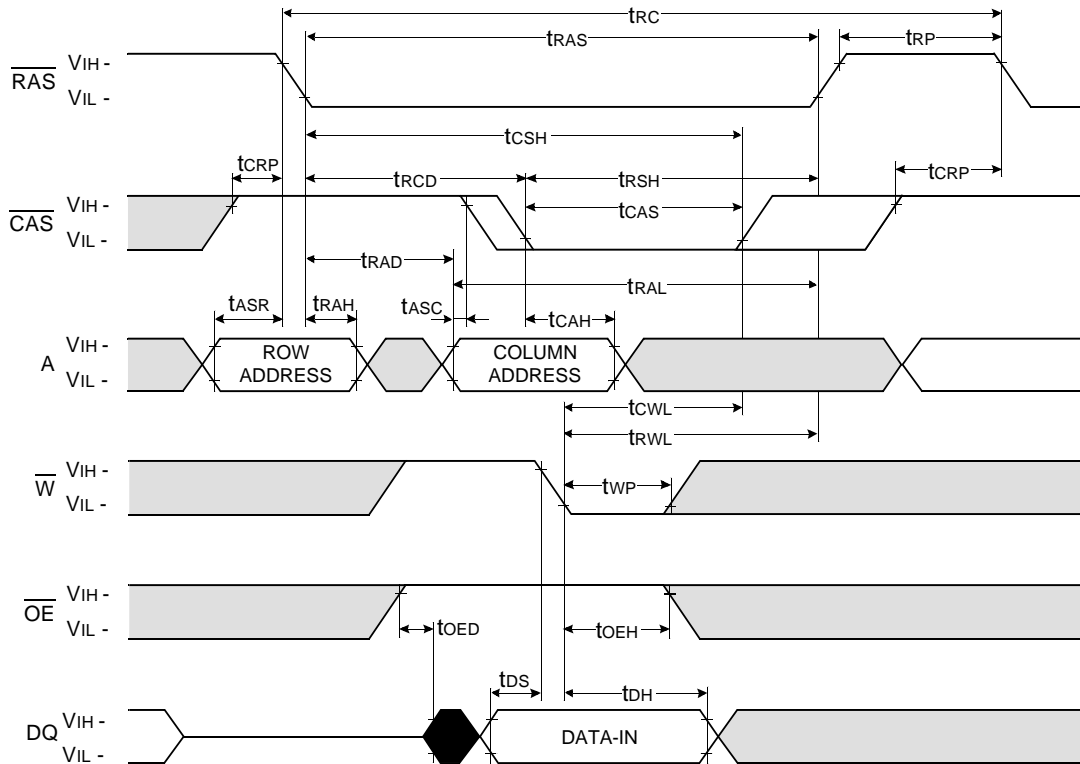 tRC
tRAS
tRP
RAS
VIH -
VIL -
tCSH
tCRP
tRCD
tRSH
tCRP
CAS
VIH -
VIL -
tCAS
tRAD
tRAL
tASR
tRAH
tASC
tCAH
A
VIH -
VIL -
ROW
ADDRESS
COLUMN
ADDRESS
tCWL
tRWL
W
VIH -
VIL -
tWP
OE
VIH -
VIL -
tOED
tOEH
tDS
tDH
DQ
VIH -
VIL -
DATA-IN